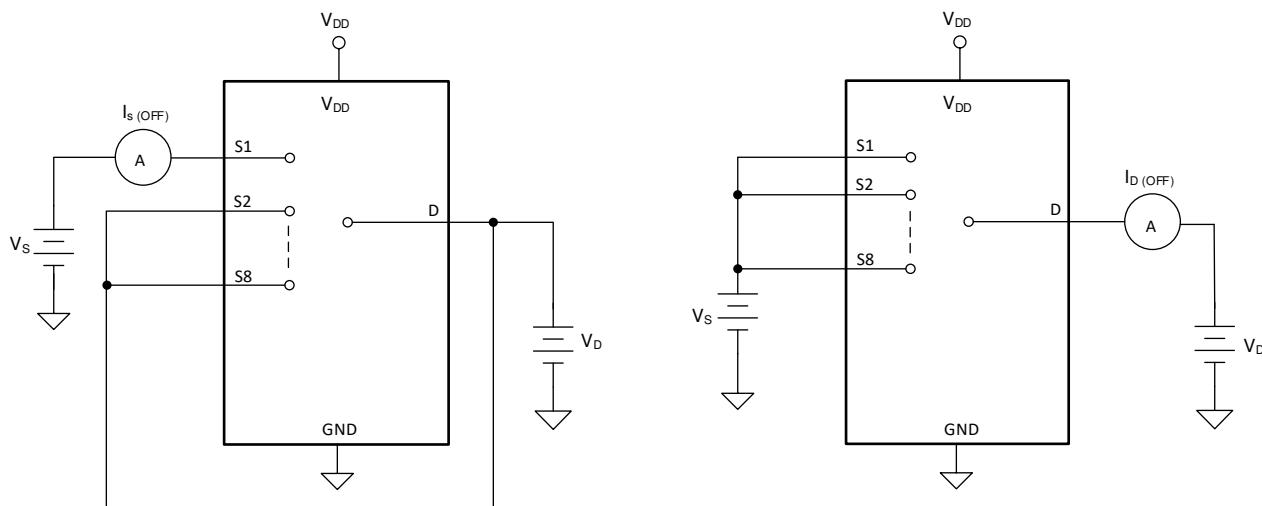 VDD
VDD
Is (OFF)
A
S1
S2
S8
D
VS
VD
GND
VDD
VDD
S1
S2
S8
D
ID (OFF)
A
VS
VD
GND